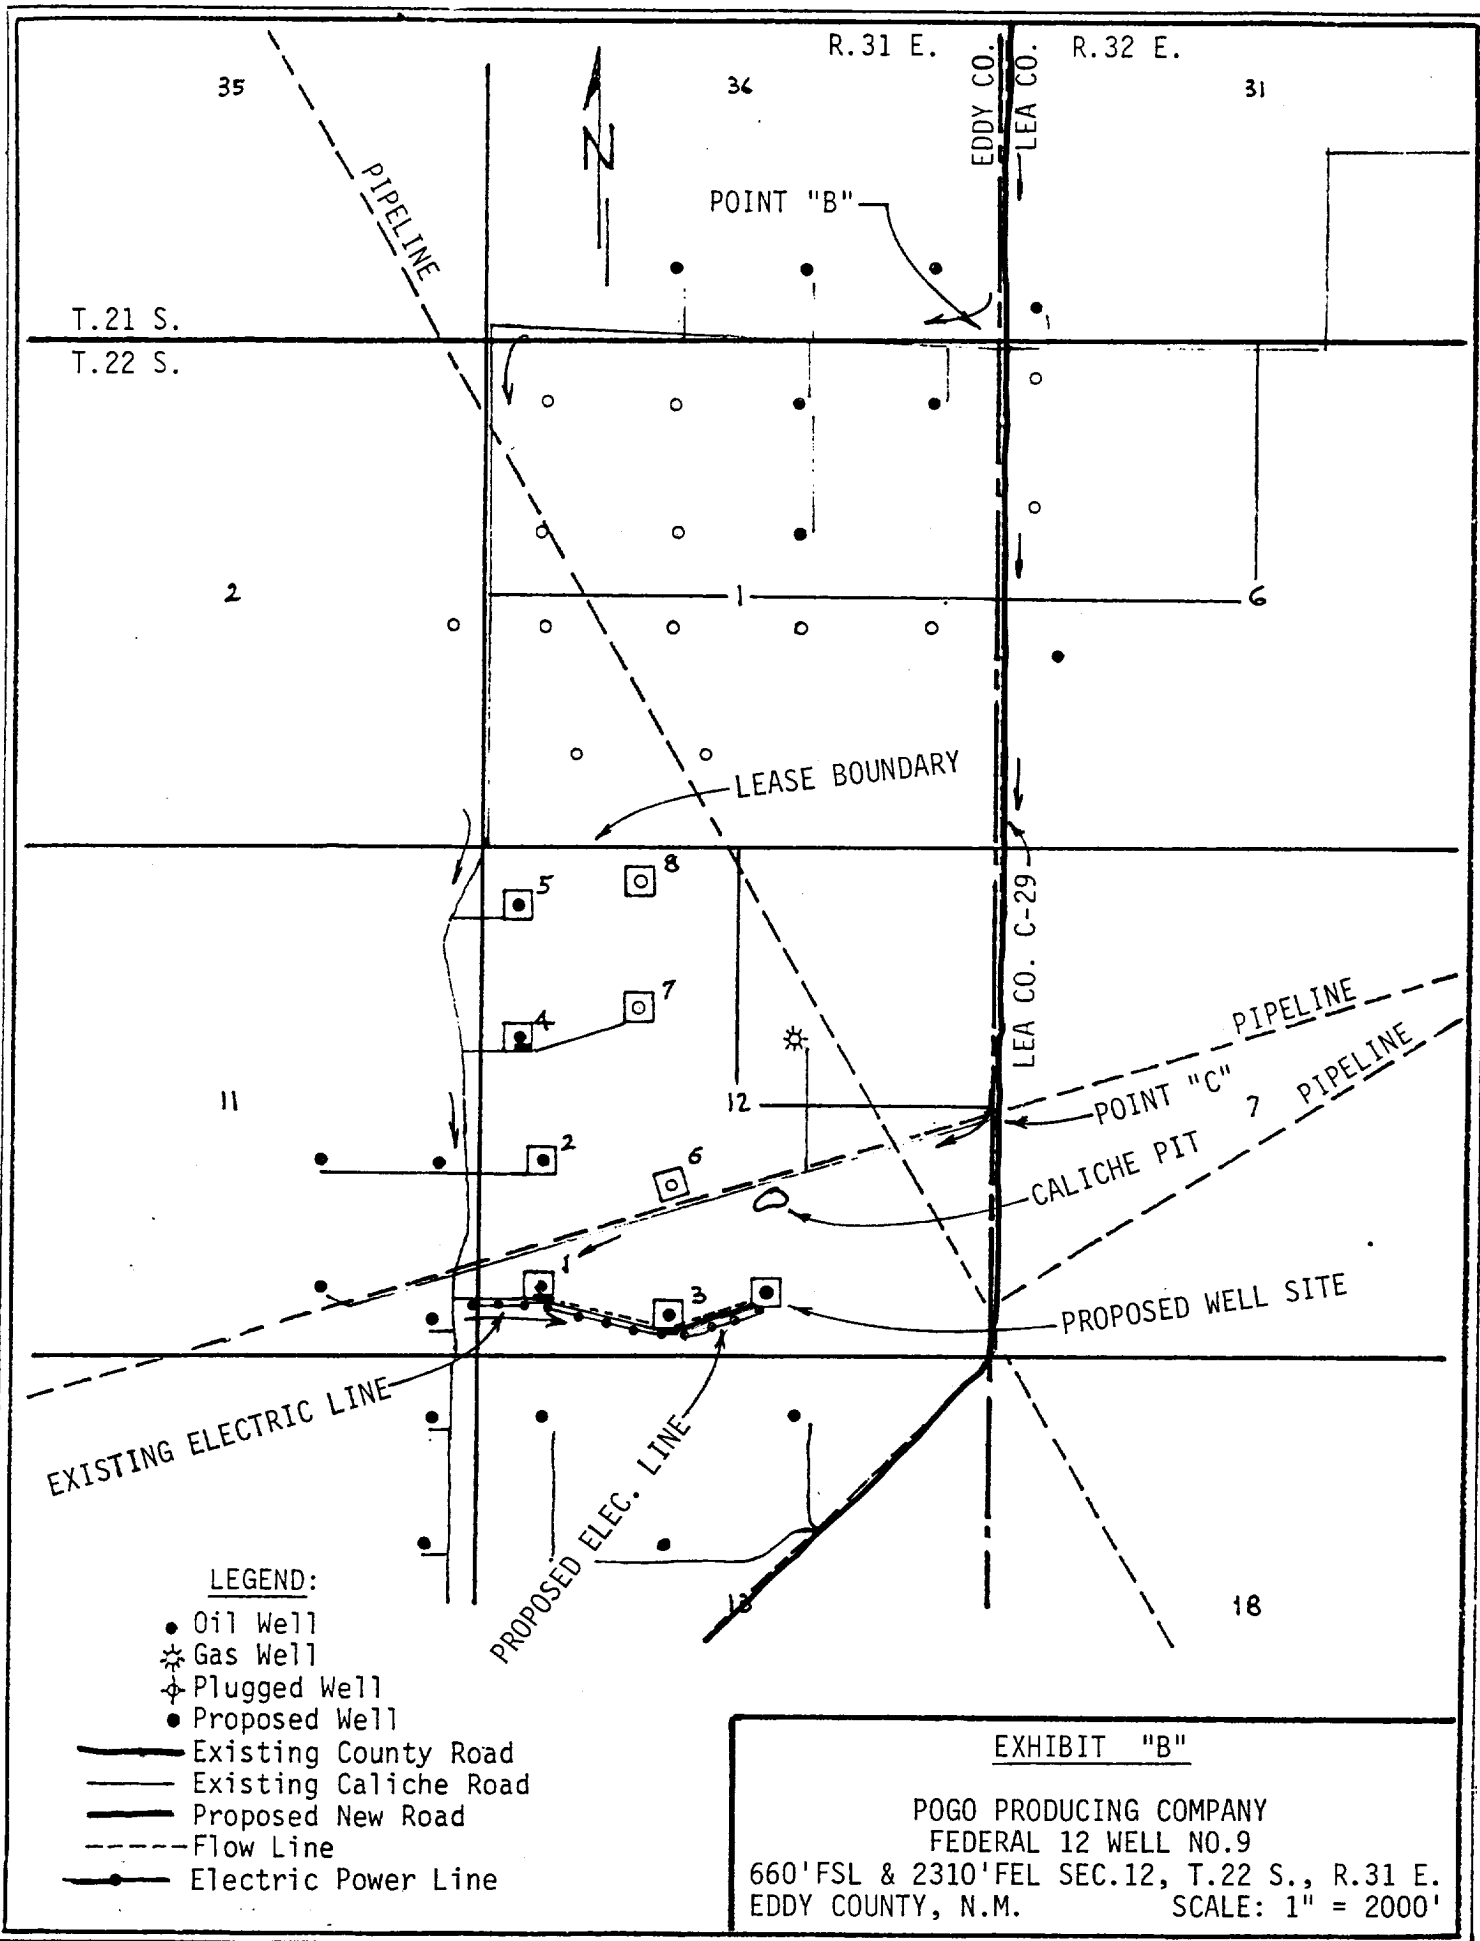 R.31 E.
R.32 E.
EDDY CO.
LEA CO.
35
36
31
N
PIPELINE
POINT "B"
T.21 S.
T.22 S.
2
1
6
LEASE BOUNDARY
5
8
4
7
LEA CO. C-29
PIPELINE
PIPELINE
11
12
POINT "C"
7
CALICHE PIT
2
6
1
3
PROPOSED WELL SITE
EXISTING ELECTRIC LINE
PROPOSED ELEC. LINE
13
18
LEGEND:
Oil Well
Gas Well
Plugged Well
Proposed Well
Existing County Road
Existing Caliche Road
Proposed New Road
Flow Line
Electric Power Line
EXHIBIT "B"
POGO PRODUCING COMPANY
FEDERAL 12 WELL NO.9
660'FSL & 2310'FEL SEC.12, T.22 S., R.31 E.
EDDY COUNTY, N.M. SCALE: 1" = 2000'